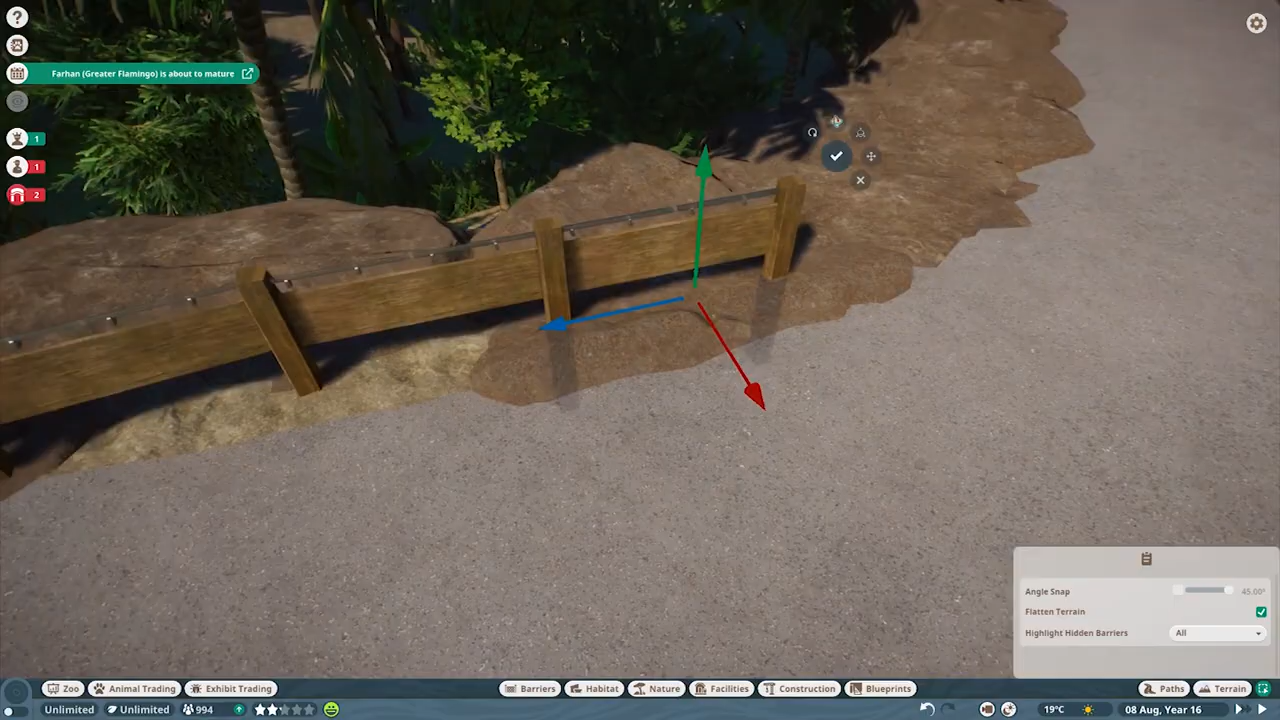 ?
Farhan (Greater Flamingo) is about to mature
1
1
2
Angle Snap 45.00°
Flatten Terrain
Highlight Hidden Barriers All
Zoo Animal Trading Exhibit Trading Barriers Habitat Nature Facilities Construction Blueprints Paths Terrain
Unlimited Unlimited 994 19°C 08 Aug, Year 16